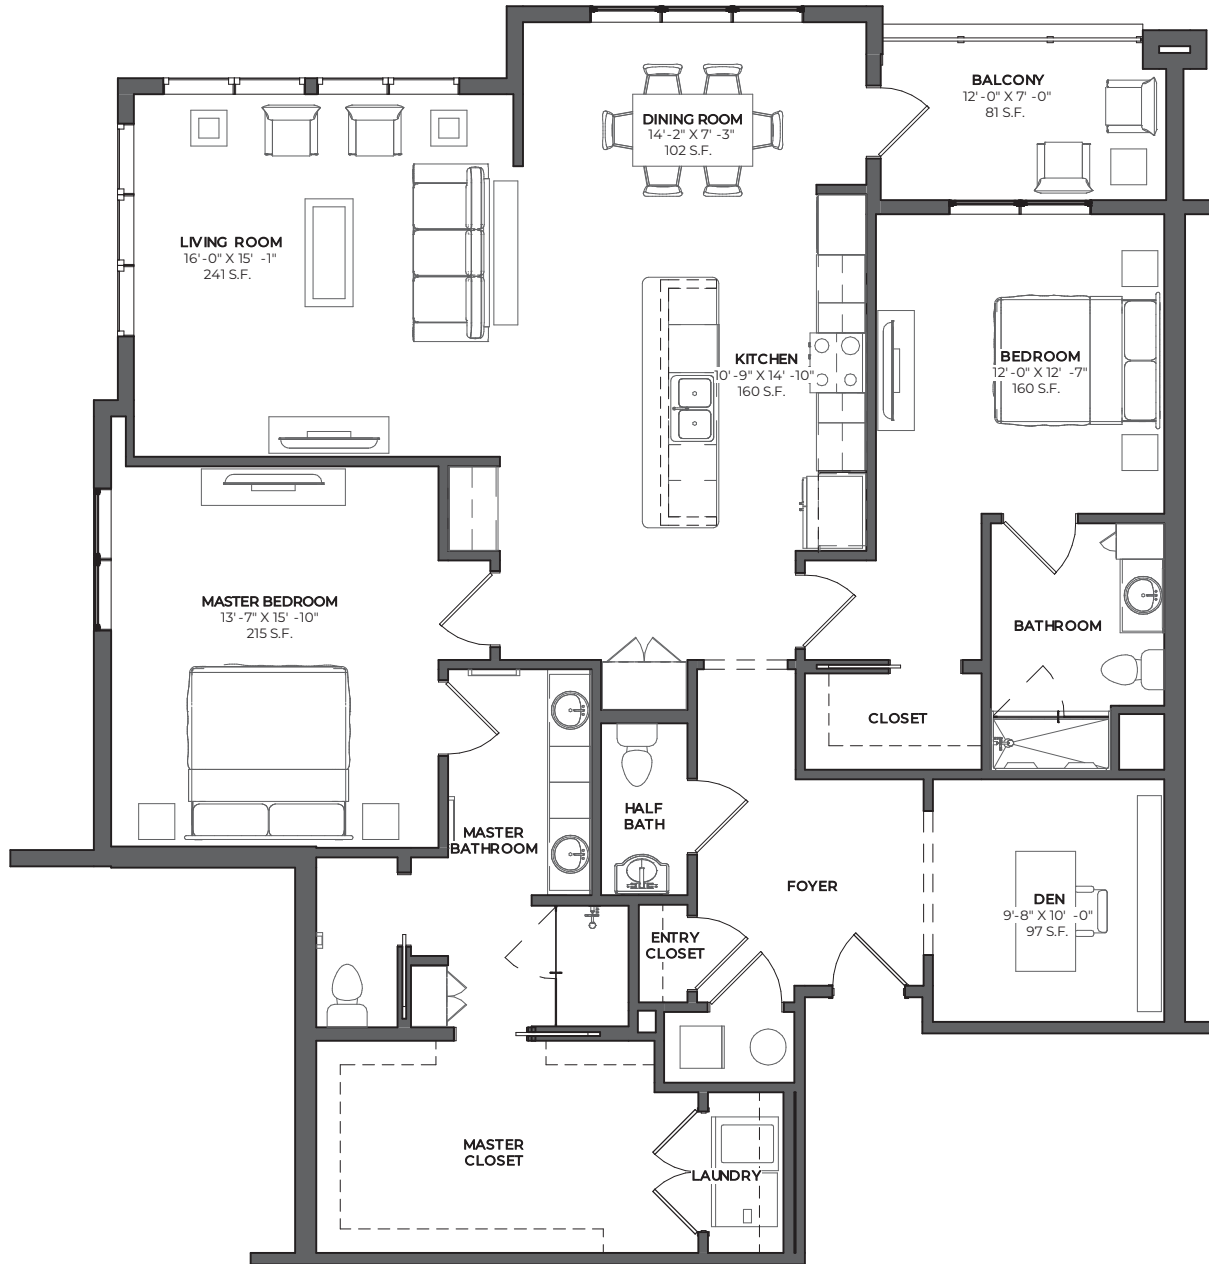 BALCONY
12'-0" X 7' -0"
81 S.F.
DINING ROOM
14'-2" X 7' -3"
102 S.F.
LIVING ROOM
16'-0" X 15' -1"
241 S.F.
KITCHEN
10'-9" X 14' -10"
160 S.F.
BEDROOM
12'-0" X 12' -7"
160 S.F.
MASTER BEDROOM
13'-7" X 15' -10"
215 S.F.
BATHROOM
CLOSET
HALF
BATH
MASTER
BATHROOM
FOYER
DEN
9'-8" X 10' -0"
97 S.F.
ENTRY
CLOSET
MASTER
CLOSET
LAUNDRY